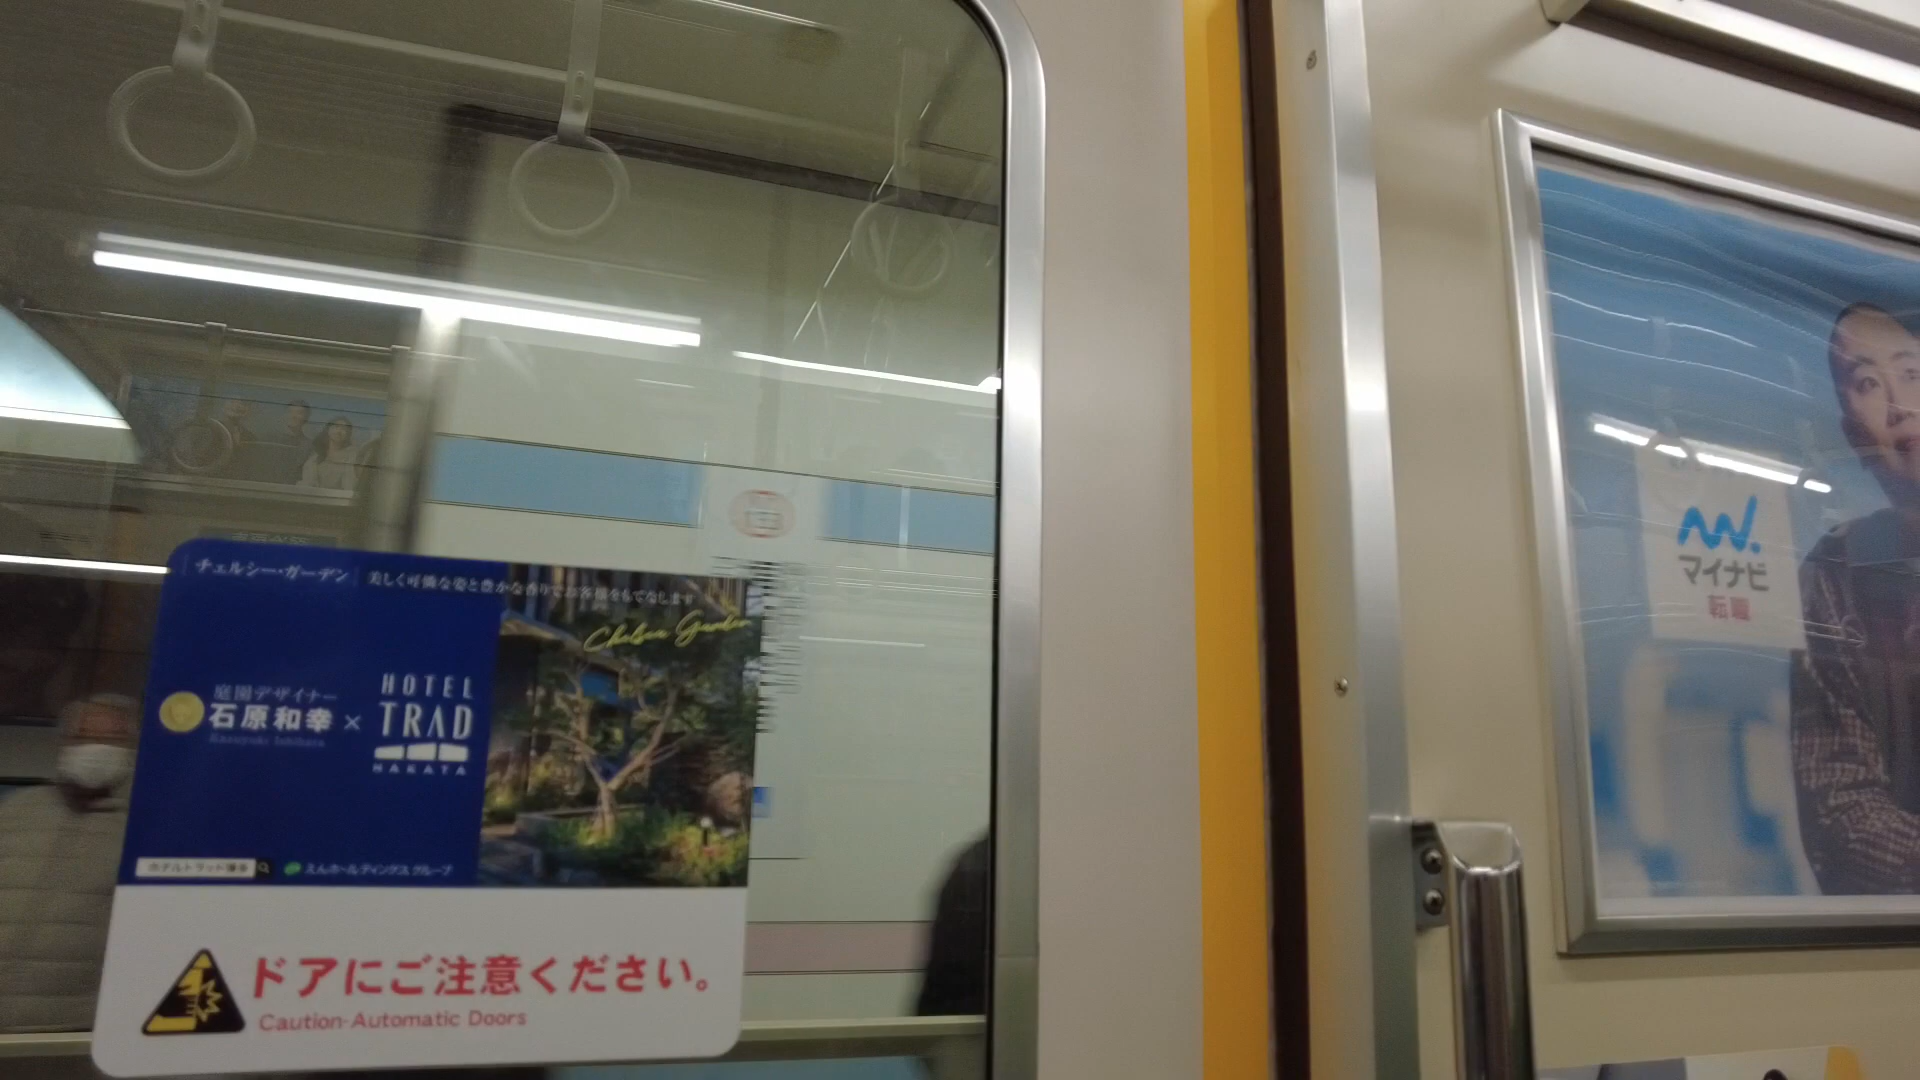 チェルシー・ガーデン
美しく可憐な姿と豊かな香りでお客様をもてなします
Chelsea Garden
庭園デザイナー
石原和幸 ×
Kazuyuki Ishihara
HOTEL
TRAD
HAKATA
ホテルトラッド博多
えんホールディングス グループ
ドアにご注意ください。
Caution-Automatic Doors
マイナビ
転職